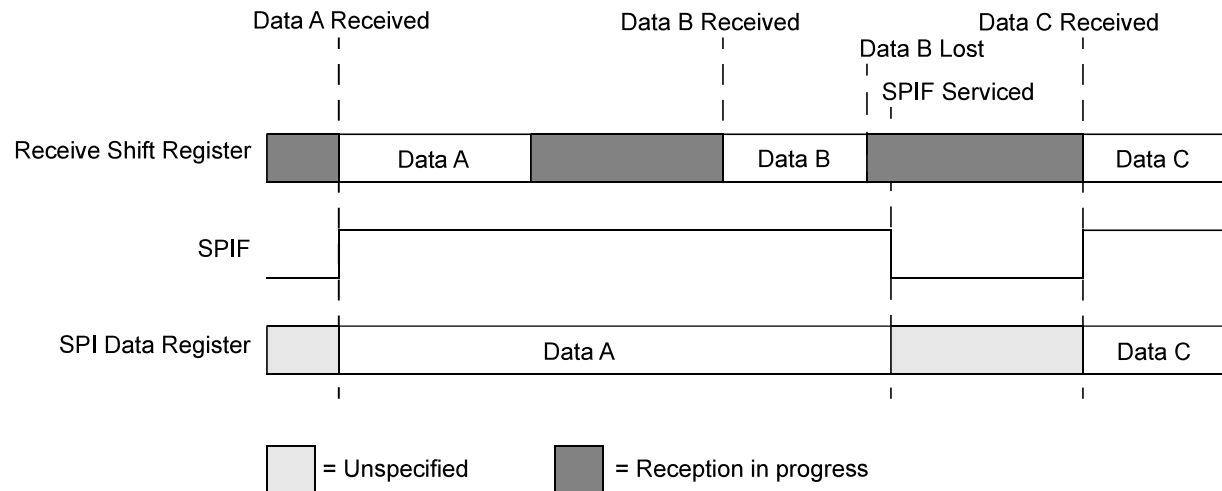 Data A Received
Data B Received
Data C Received
Data B Lost
SPIF Serviced
Receive Shift Register
Data A
Data B
Data C
SPIF
SPI Data Register
Data A
Data C
= Unspecified
= Reception in progress